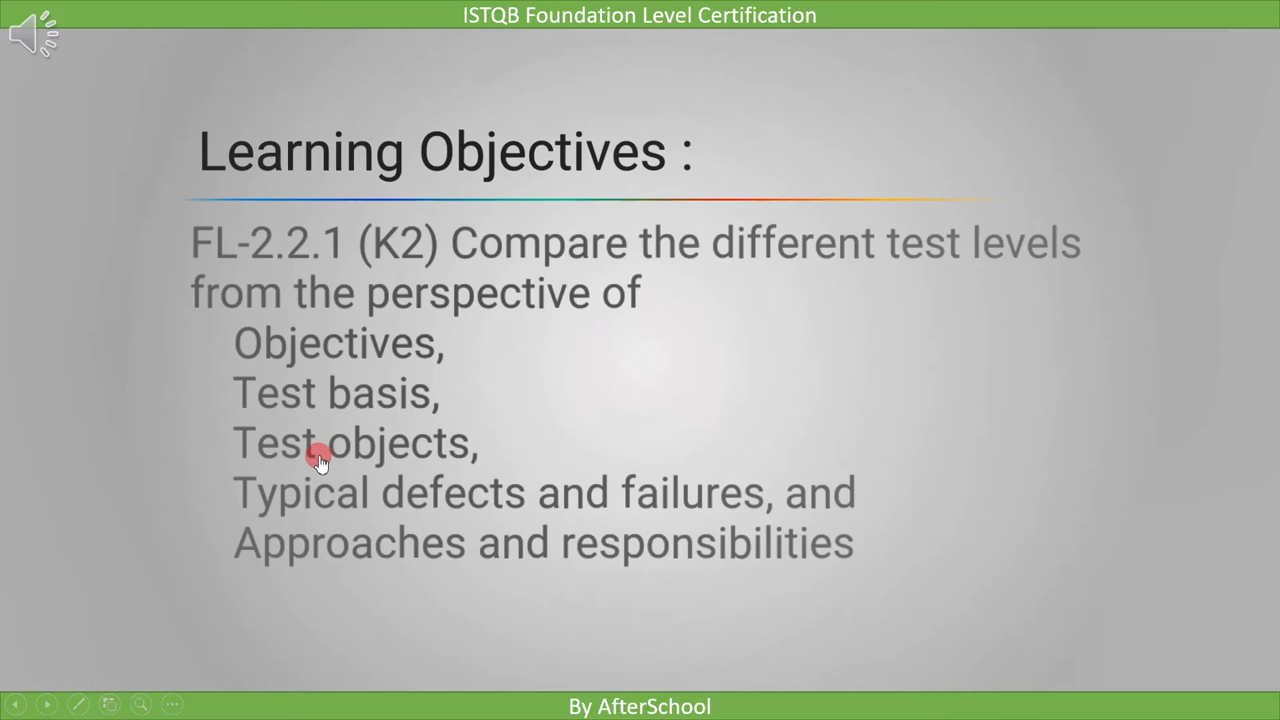 ISTQB Foundation Level Certification
Learning Objectives :
FL-2.2.1 (K2) Compare the different test levels
from the perspective of
Objectives,
Test basis,
Test objects,
Typical defects and failures, and
Approaches and responsibilities
By AfterSchool